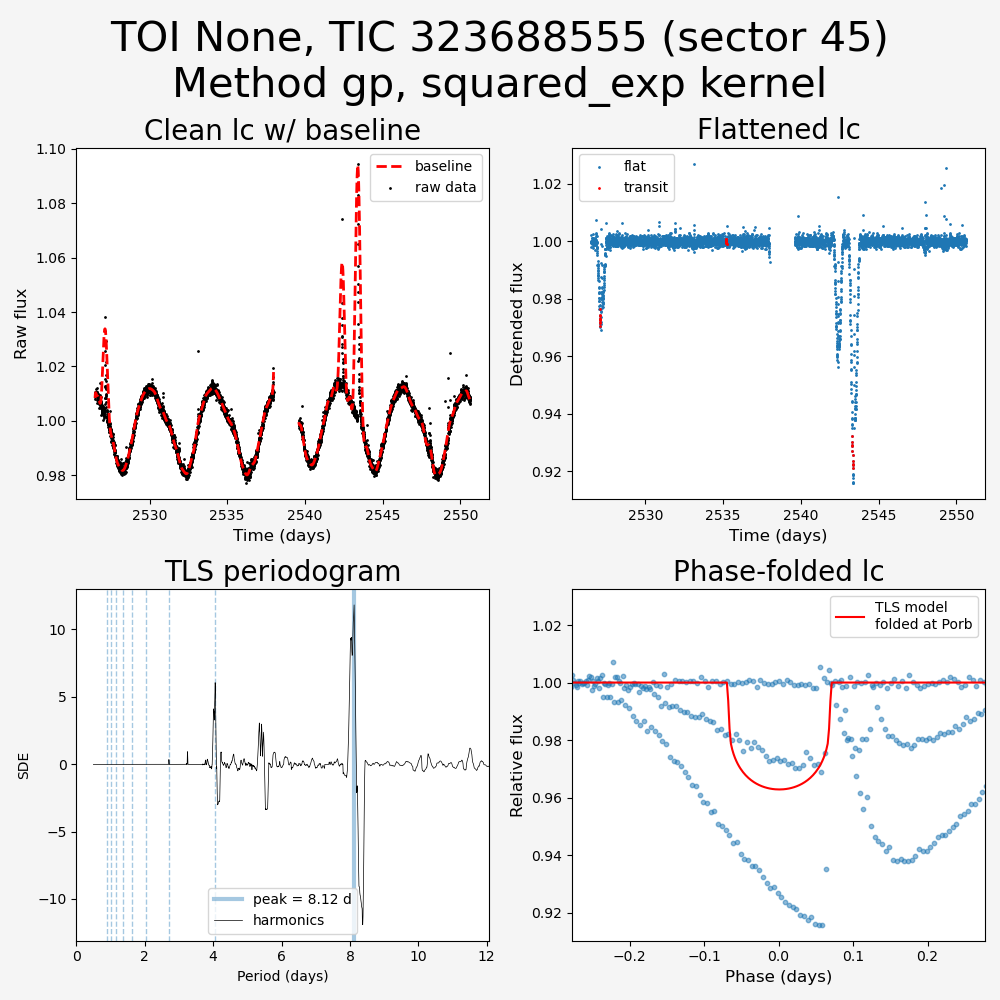 TOI None, TIC 323688555 (sector 45)
Method gp, squared_exp kernel
Clean lc w/ baseline
1.10
1.08
1.06
1.04
1.02
1.00
0.98
Raw flux
baseline
raw data
2530
2535
2540
2545
2550
Time (days)
Flattened lc
1.02
1.00
0.98
0.96
0.94
0.92
Detrended flux
flat
transit
2530
2535
2540
2545
2550
Time (days)
TLS periodogram
10
5
0
−5
−10
SDE
peak = 8.12 d
harmonics
0
2
4
6
8
10
12
Period (days)
Phase-folded lc
1.02
1.00
0.98
0.96
0.94
0.92
Relative flux
TLS model
folded at Porb
−0.2
−0.1
0.0
0.1
0.2
Phase (days)